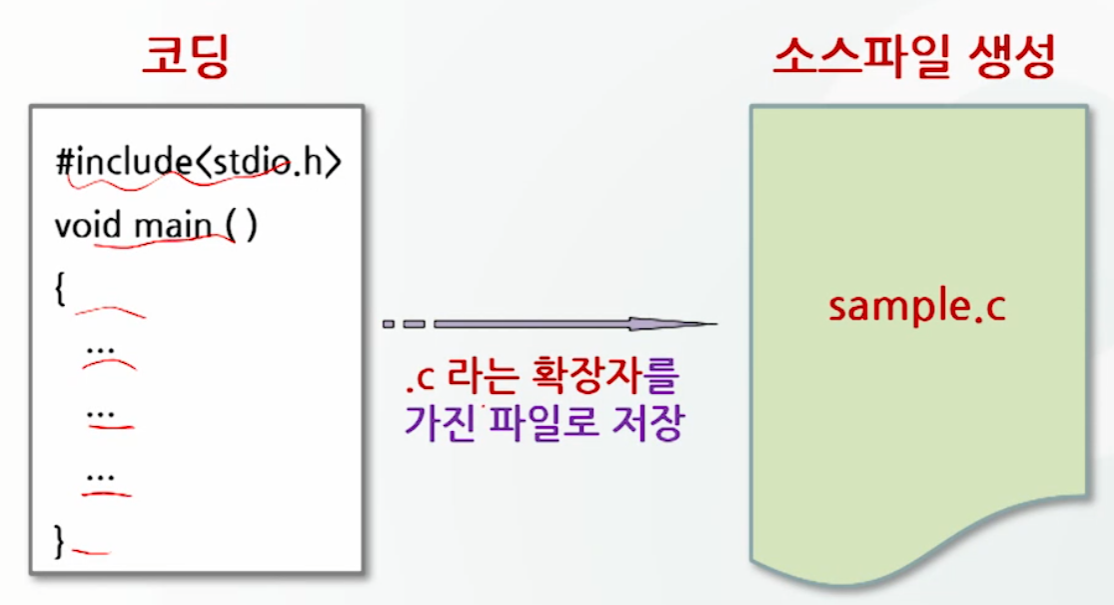 코딩
#include<stdio.h>
void main ( )
{
...
...
...
}
.c 라는 확장자를
가진 파일로 저장
소스파일 생성
sample.c